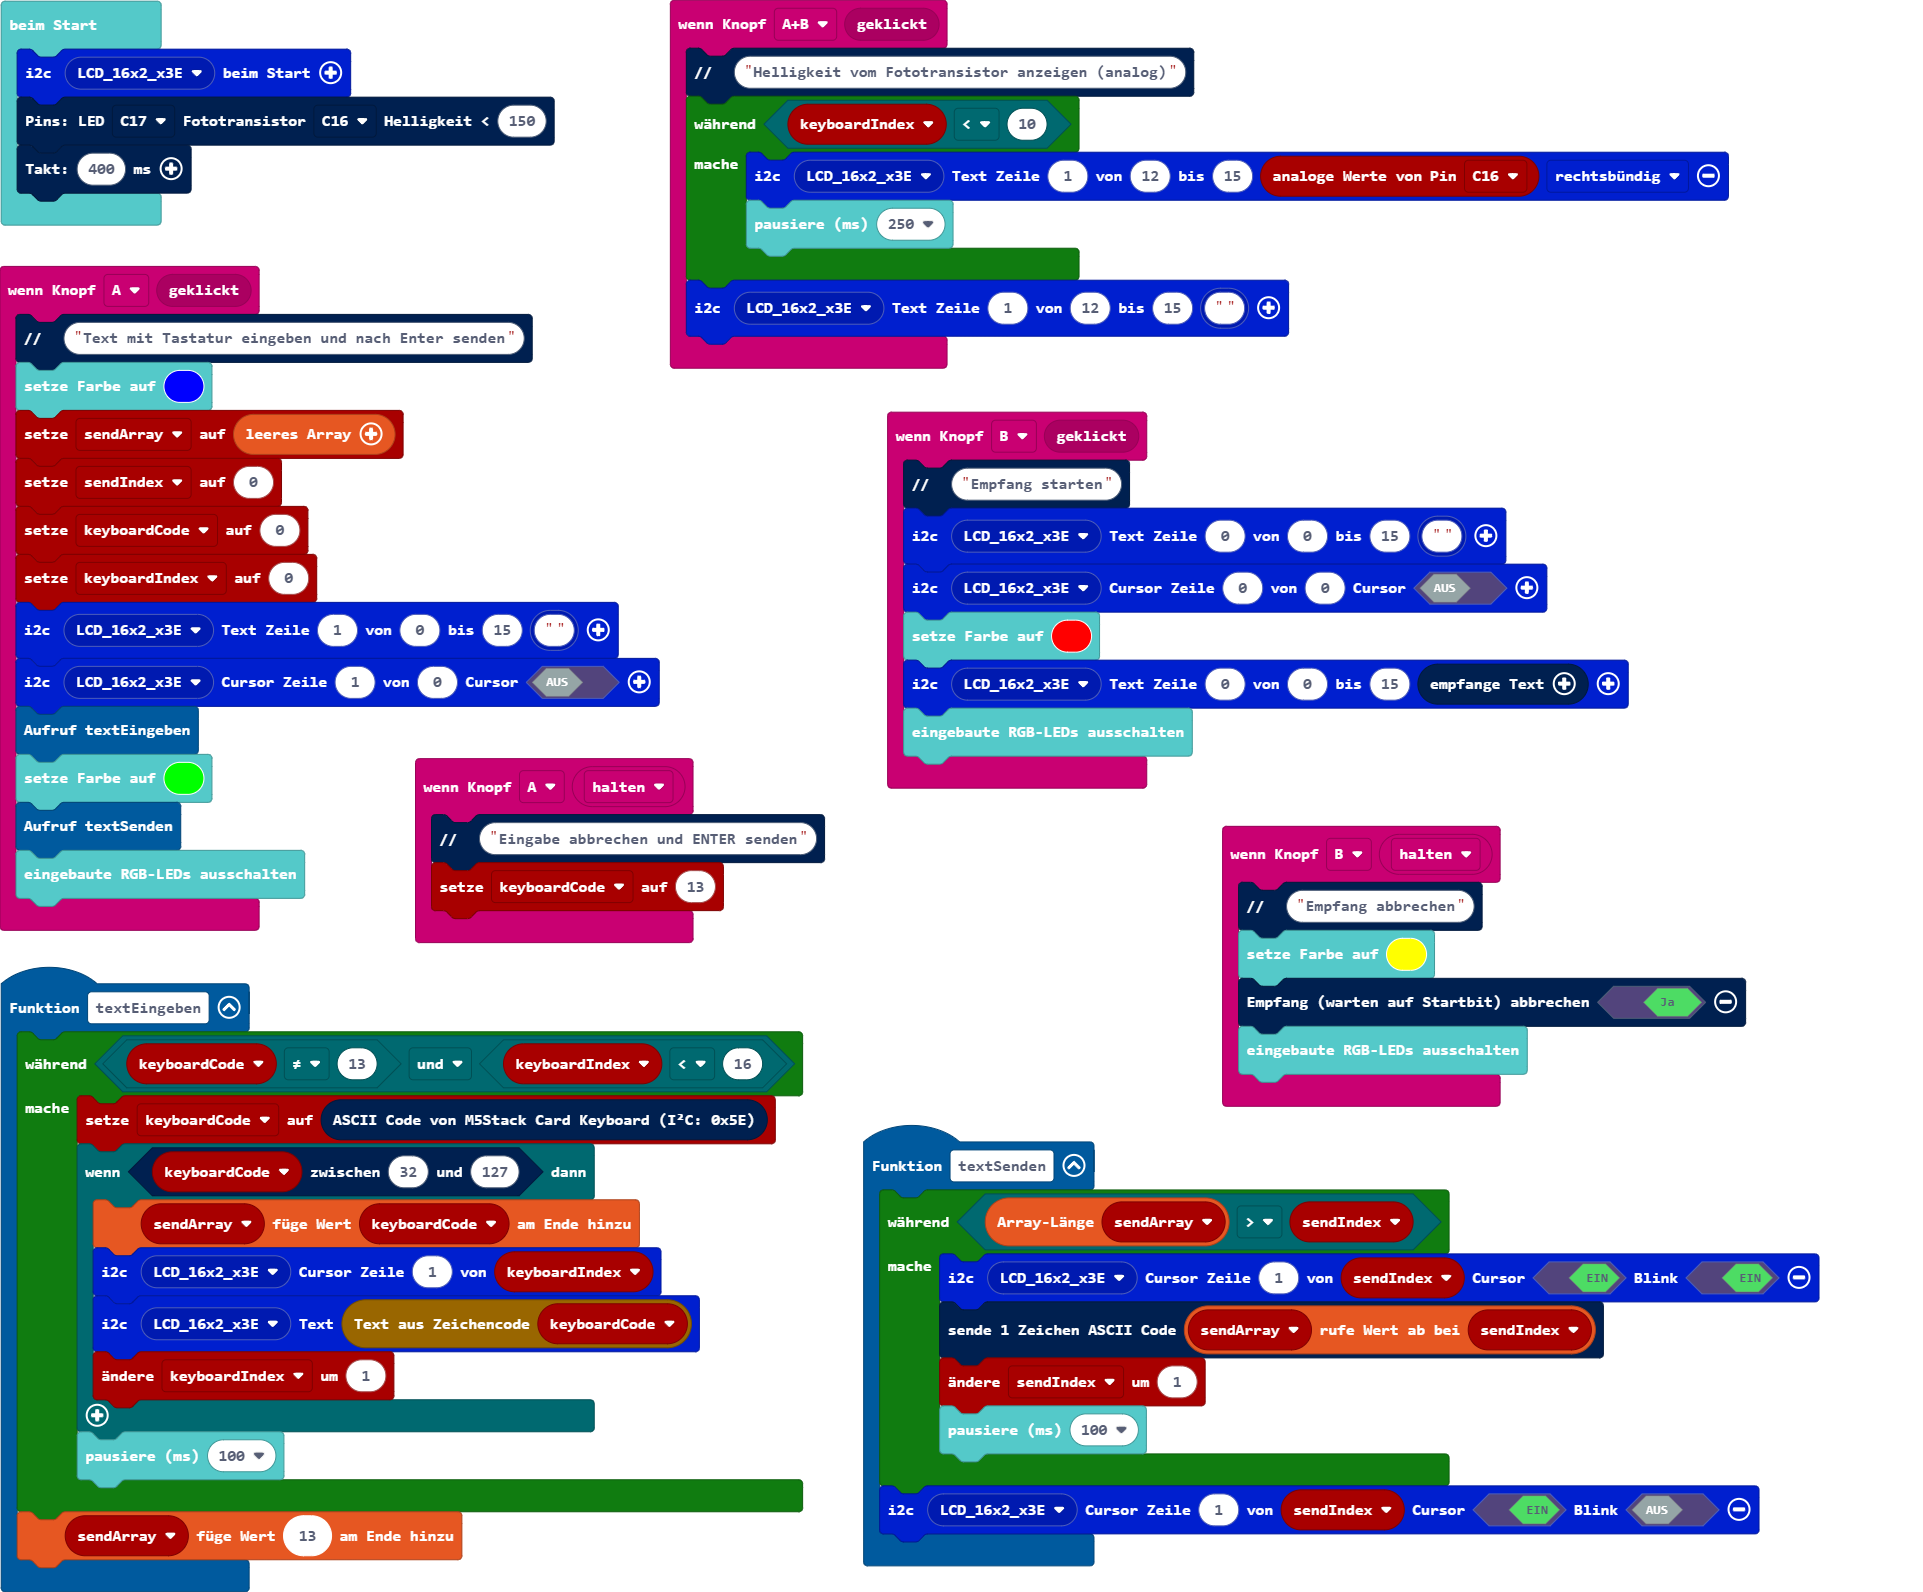 beim Start
i2c LCD_16x2_x3E beim Start
Pins: LED C17 Fototransistor C16 Helligkeit < 150
Takt: 400 ms
wenn Knopf A+B geklickt
// "Helligkeit vom Fototransistor anzeigen (analog)"
während keyboardIndex < 10
mache
i2c LCD_16x2_x3E Text Zeile 1 von 12 bis 15 analoge Werte von Pin C16 rechtsbündig
pausiere (ms) 250
i2c LCD_16x2_x3E Text Zeile 1 von 12 bis 15 " "
wenn Knopf A geklickt
// "Text mit Tastatur eingeben und nach Enter senden"
setze Farbe auf
setze sendArray auf leeres Array
setze sendIndex auf 0
setze keyboardCode auf 0
setze keyboardIndex auf 0
i2c LCD_16x2_x3E Text Zeile 1 von 0 bis 15 " "
i2c LCD_16x2_x3E Cursor Zeile 1 von 0 Cursor AUS
Aufruf textEingeben
setze Farbe auf
Aufruf textSenden
eingebaute RGB-LEDs ausschalten
wenn Knopf B geklickt
// "Empfang starten"
i2c LCD_16x2_x3E Text Zeile 0 von 0 bis 15 " "
i2c LCD_16x2_x3E Cursor Zeile 0 von 0 Cursor AUS
setze Farbe auf
i2c LCD_16x2_x3E Text Zeile 0 von 0 bis 15 empfange Text
eingebaute RGB-LEDs ausschalten
wenn Knopf A halten
// "Eingabe abbrechen und ENTER senden"
setze keyboardCode auf 13
wenn Knopf B halten
// "Empfang abbrechen"
setze Farbe auf
Empfang (warten auf Startbit) abbrechen Ja
eingebaute RGB-LEDs ausschalten
Funktion textEingeben
während keyboardCode ≠ 13 und keyboardIndex < 16
mache
setze keyboardCode auf ASCII Code von M5Stack Card Keyboard (I²C: 0x5E)
wenn keyboardCode zwischen 32 und 127 dann
sendArray füge Wert keyboardCode am Ende hinzu
i2c LCD_16x2_x3E Cursor Zeile 1 von keyboardIndex
i2c LCD_16x2_x3E Text Text aus Zeichencode keyboardCode
ändere keyboardIndex um 1
pausiere (ms) 100
sendArray füge Wert 13 am Ende hinzu
Funktion textSenden
während Array-Länge sendArray > sendIndex
mache
i2c LCD_16x2_x3E Cursor Zeile 1 von sendIndex Cursor EIN Blink EIN
sende 1 Zeichen ASCII Code sendArray rufe Wert ab bei sendIndex
ändere sendIndex um 1
pausiere (ms) 100
i2c LCD_16x2_x3E Cursor Zeile 1 von sendIndex Cursor EIN Blink AUS